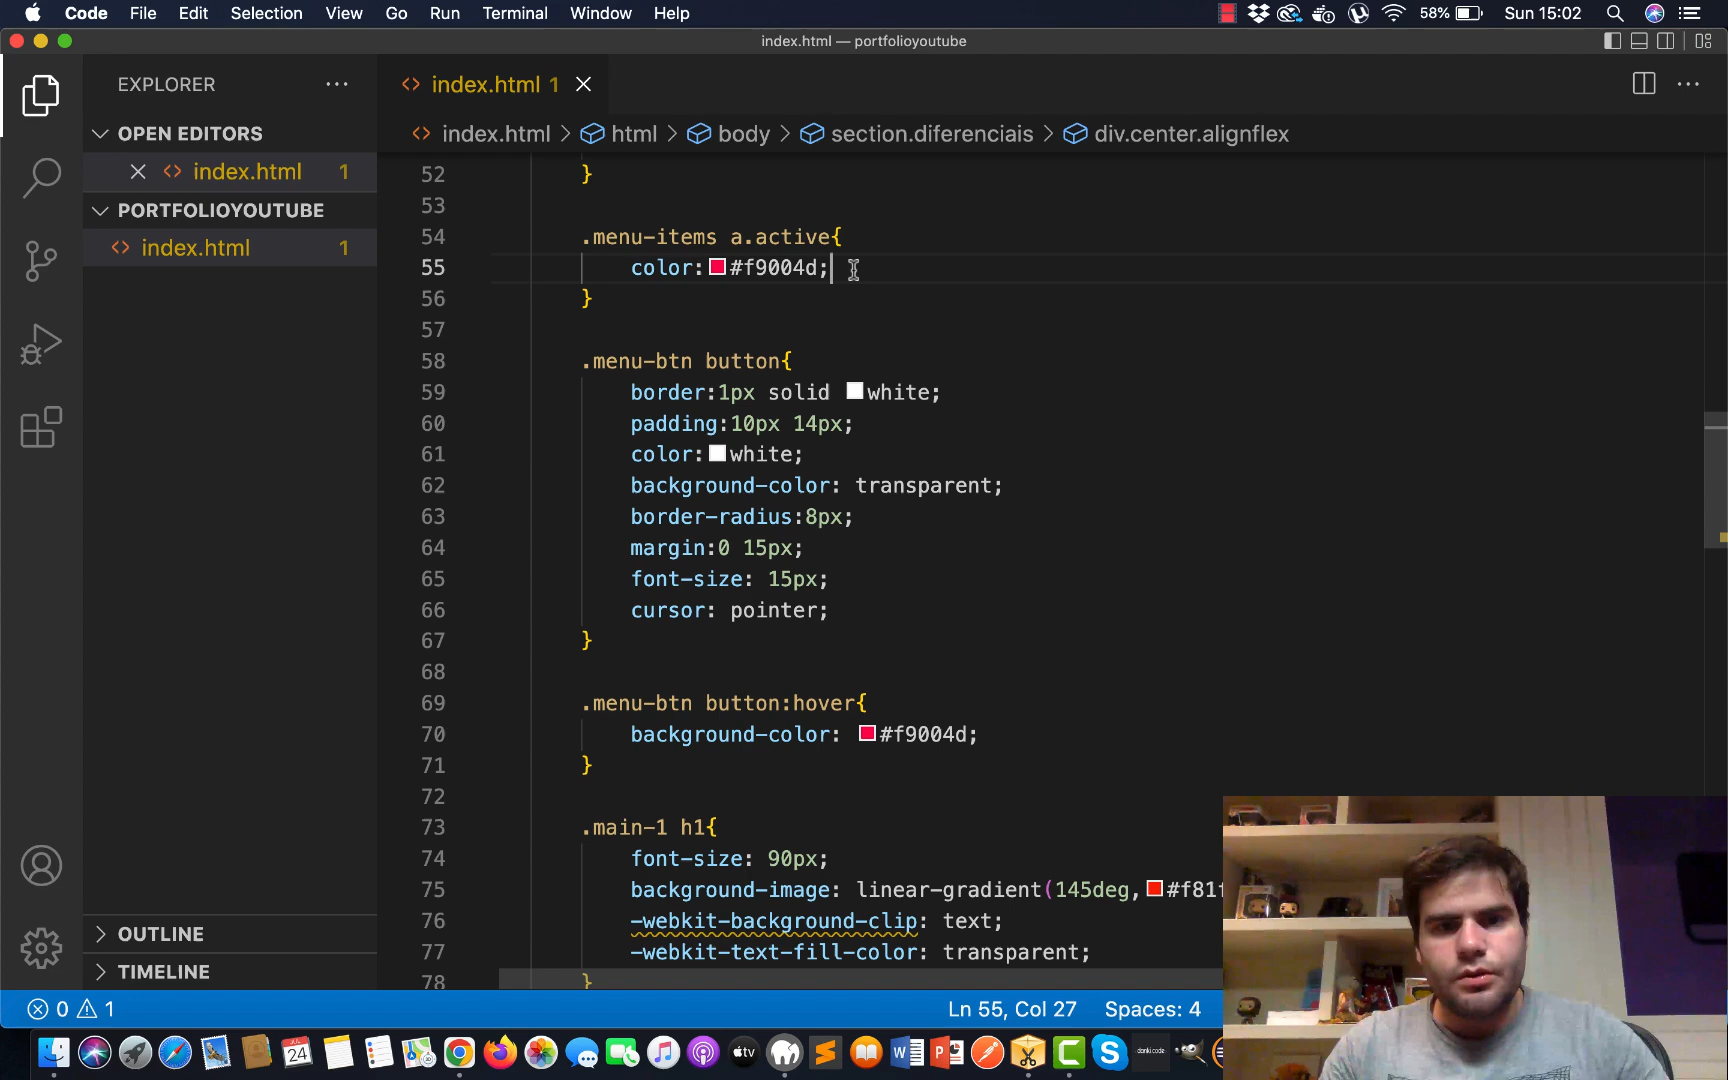 Code File Edit Selection View Go Run Terminal Window Help 58% Sun 15:02
index.html — portfolioyoutube
EXPLORER
index.html 1
OPEN EDITORS
index.html > html > body > section.diferenciais > div.center.alignflex
index.html 1
PORTFOLIOYOUTUBE
index.html 1
52 }
53
54 .menu-items a.active{
55 color:#f9004d;
56 }
57
58 .menu-btn button{
59 border:1px solid white;
60 padding:10px 14px;
61 color:white;
62 background-color: transparent;
63 border-radius:8px;
64 margin:0 15px;
65 font-size: 15px;
66 cursor: pointer;
67 }
68
69 .menu-btn button:hover{
70 background-color: #f9004d;
71 }
72
73 .main-1 h1{
74 font-size: 90px;
75 background-image: linear-gradient(145deg,#f81f
76 -webkit-background-clip: text;
77 -webkit-text-fill-color: transparent;
78 }
OUTLINE
TIMELINE
0 1 Ln 55, Col 27 Spaces: 4
24 tv W P S danki code